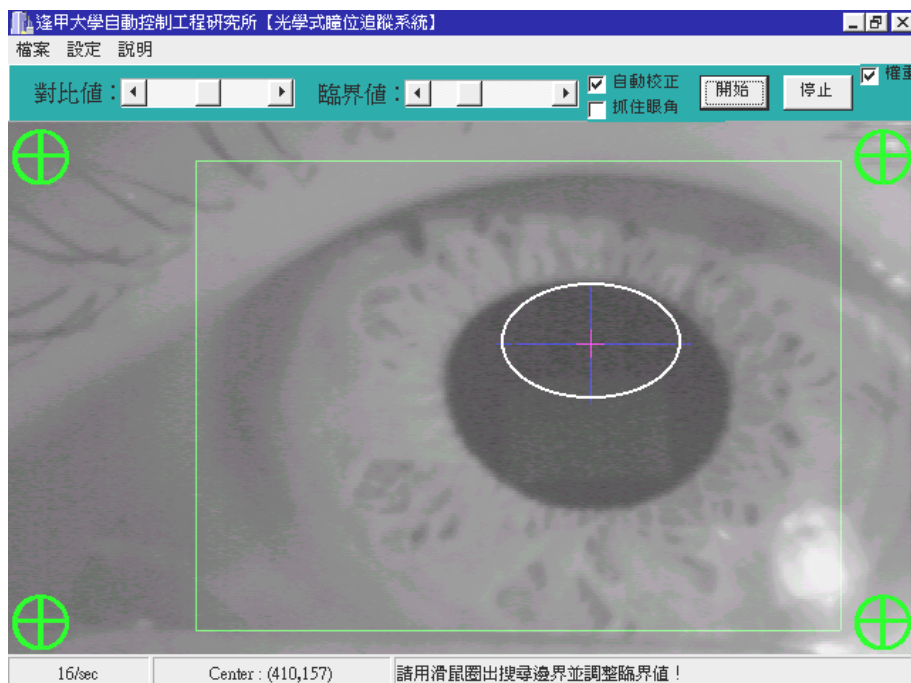 逢甲大學自動控制工程研究所【光學式瞳位追蹤系統】
檔案 設定 說明
對比值： 臨界值： 自動校正 開始 停止 權重
抓住眼角
16/sec Center : (410,157) 請用滑鼠圈出搜尋邊界並調整臨界值！